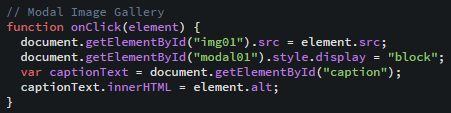 // Modal Image Gallery
function onClick(element) {
  document.getElementById("img01").src = element.src;
  document.getElementById("modal01").style.display = "block";
  var captionText = document.getElementById("caption");
  captionText.innerHTML = element.alt;
}